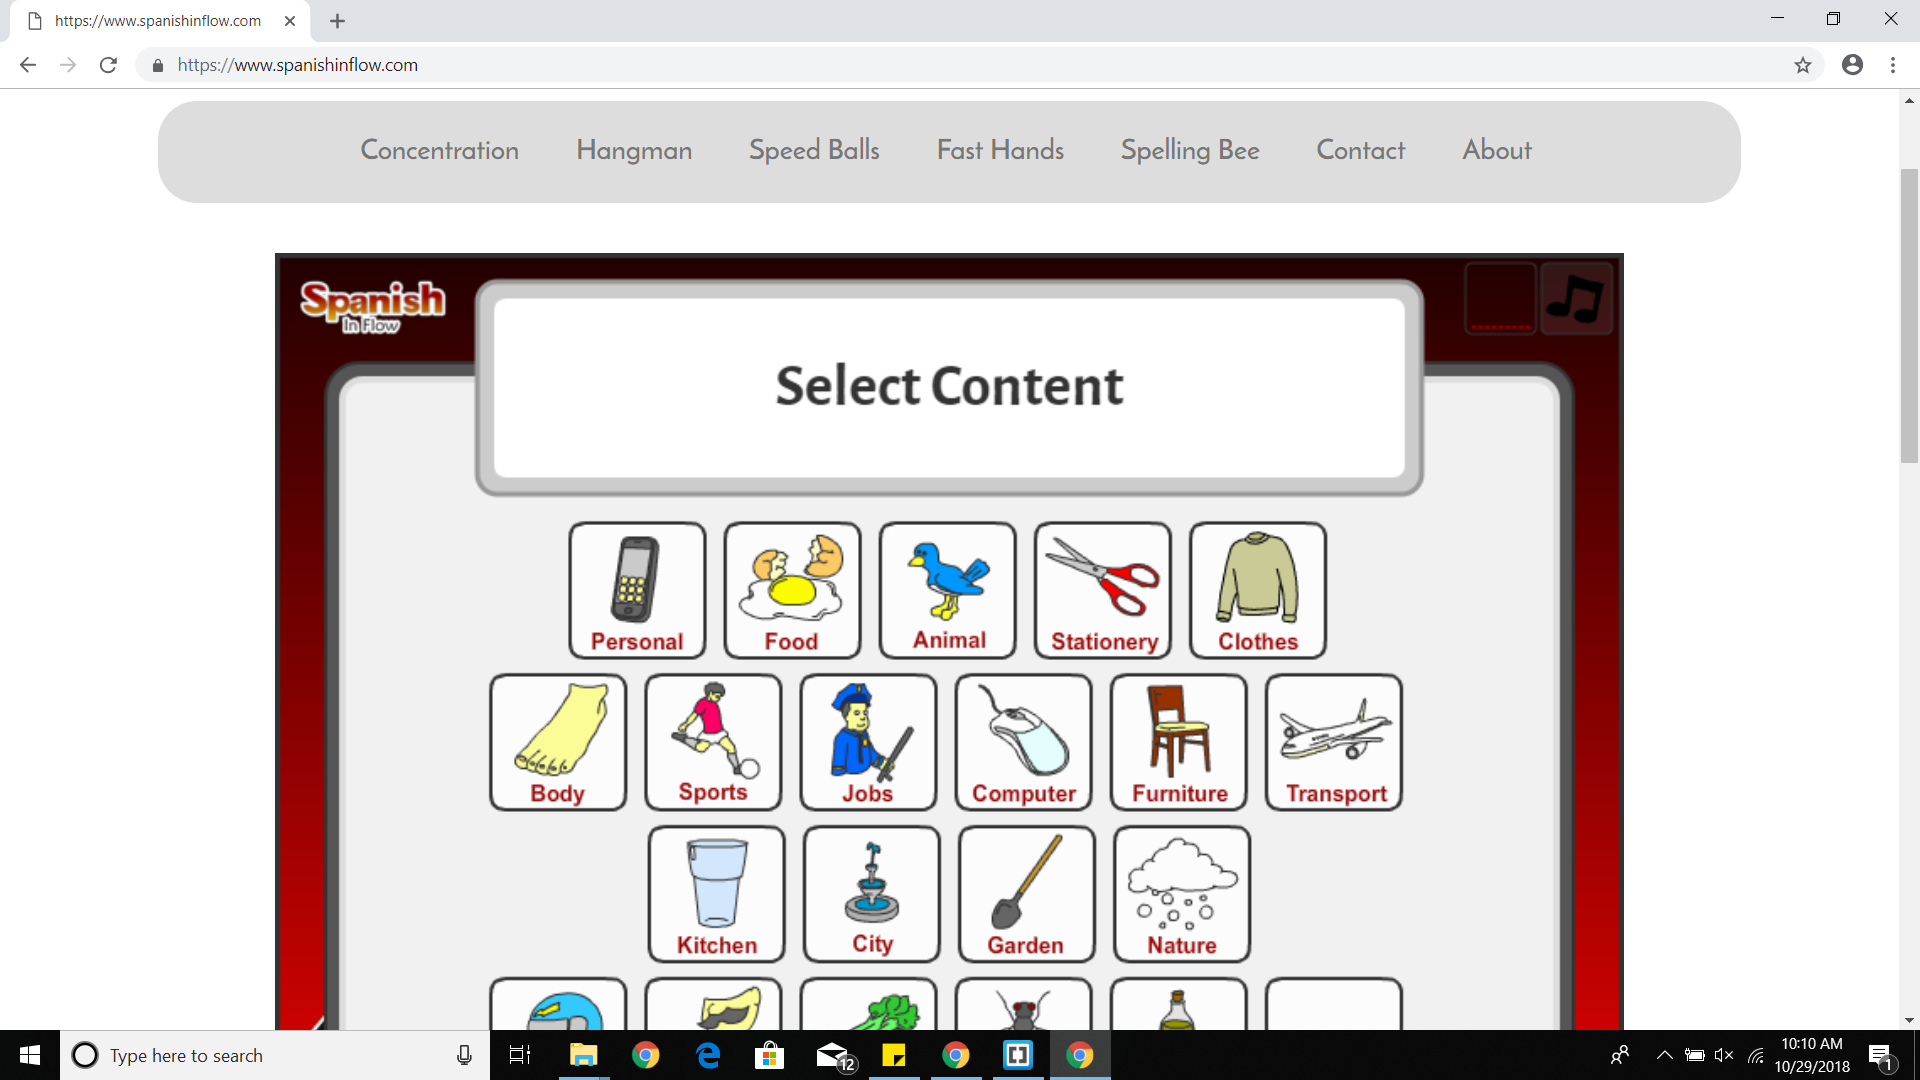 https://www.spanishinflow.com
https://www.spanishinflow.com
Concentration Hangman Speed Balls Fast Hands Spelling Bee Contact About
Spanish
In Flow
Select Content
Personal Food Animal Stationery Clothes
Body Sports Jobs Computer Furniture Transport
Kitchen City Garden Nature
Type here to search
12
10:10 AM
10/29/2018
1